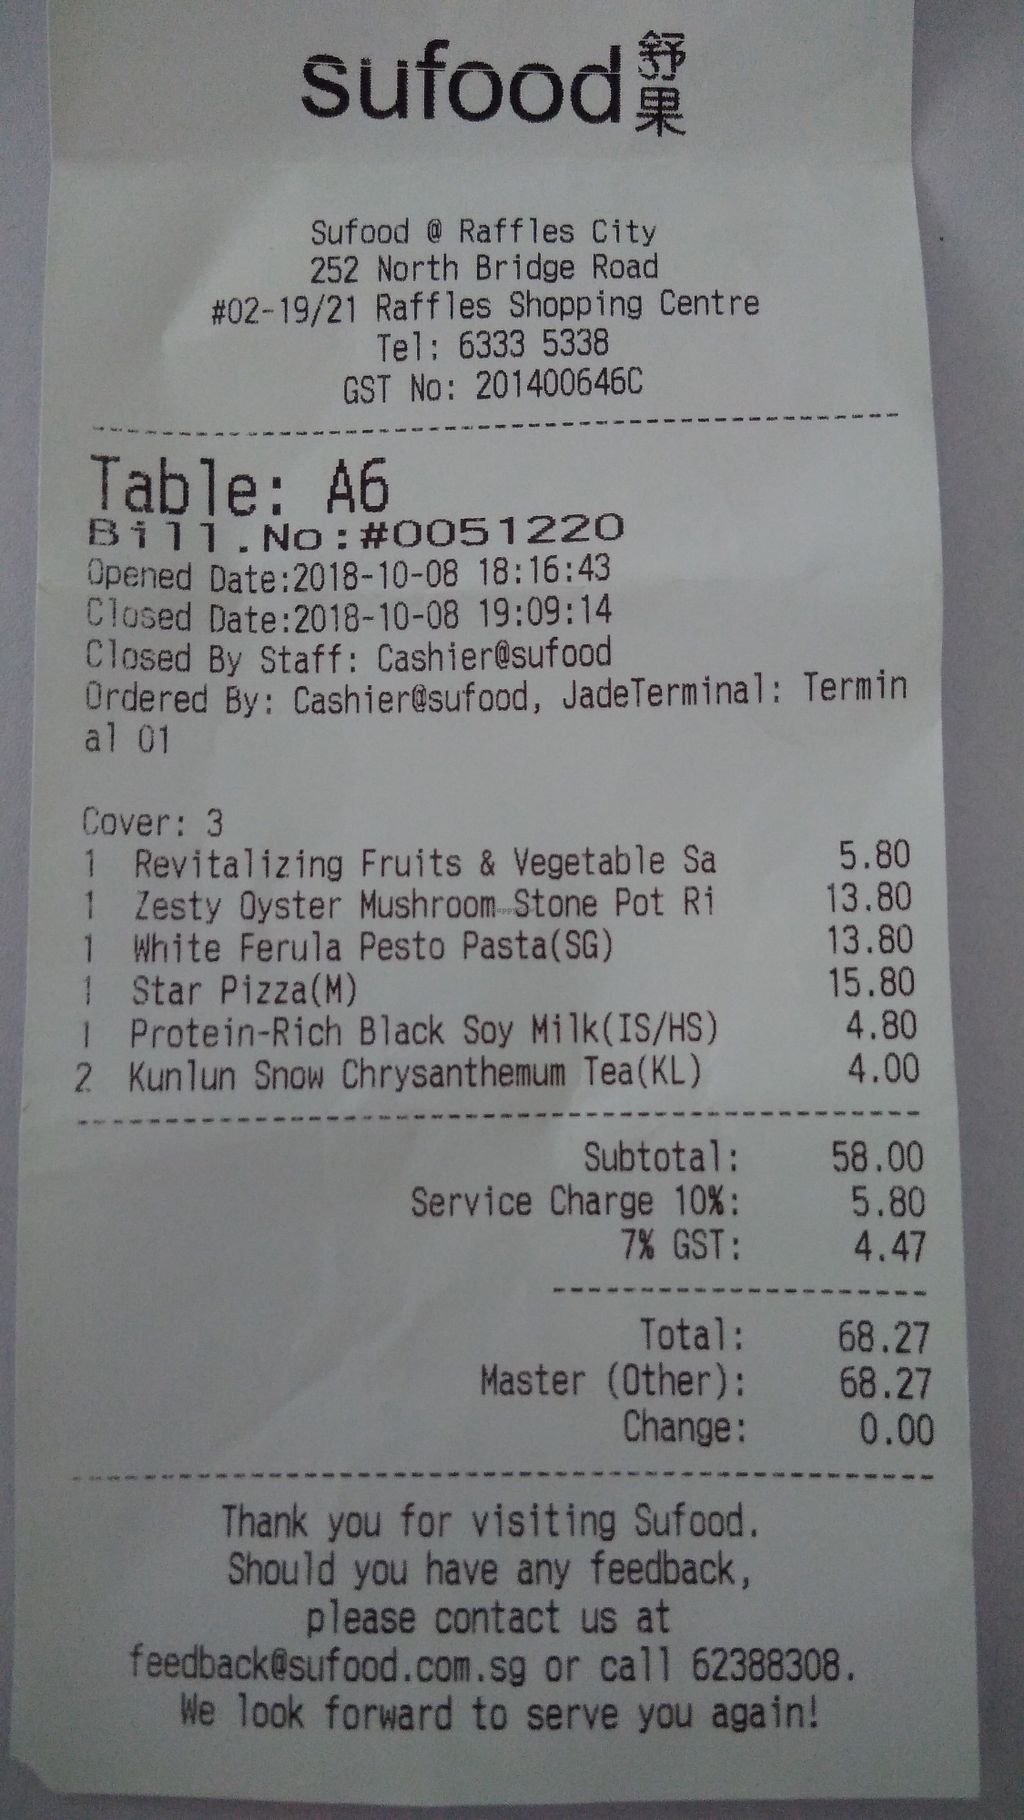 sufood 舒果
Sufood @ Raffles City
252 North Bridge Road
#02-19/21 Raffles Shopping Centre
Tel: 6333 5338
GST No: 201400646C
Table: A6
Bill.No:#0051220
Opened Date:2018-10-08 18:16:43
Closed Date:2018-10-08 19:09:14
Closed By Staff: Cashier@sufood
Ordered By: Cashier@sufood, JadeTerminal: Termin
al 01
Cover: 3
1 Revitalizing Fruits & Vegetable Sa 5.80
1 Zesty Oyster Mushroom Stone Pot Ri 13.80
1 White Ferula Pesto Pasta(SG) 13.80
1 Star Pizza(M) 15.80
1 Protein-Rich Black Soy Milk(IS/HS) 4.80
2 Kunlun Snow Chrysanthemum Tea(KL) 4.00
Subtotal: 58.00
Service Charge 10%: 5.80
7% GST: 4.47
Total: 68.27
Master (Other): 68.27
Change: 0.00
Thank you for visiting Sufood.
Should you have any feedback,
please contact us at
feedback@sufood.com.sg or call 62388308.
We look forward to serve you again!